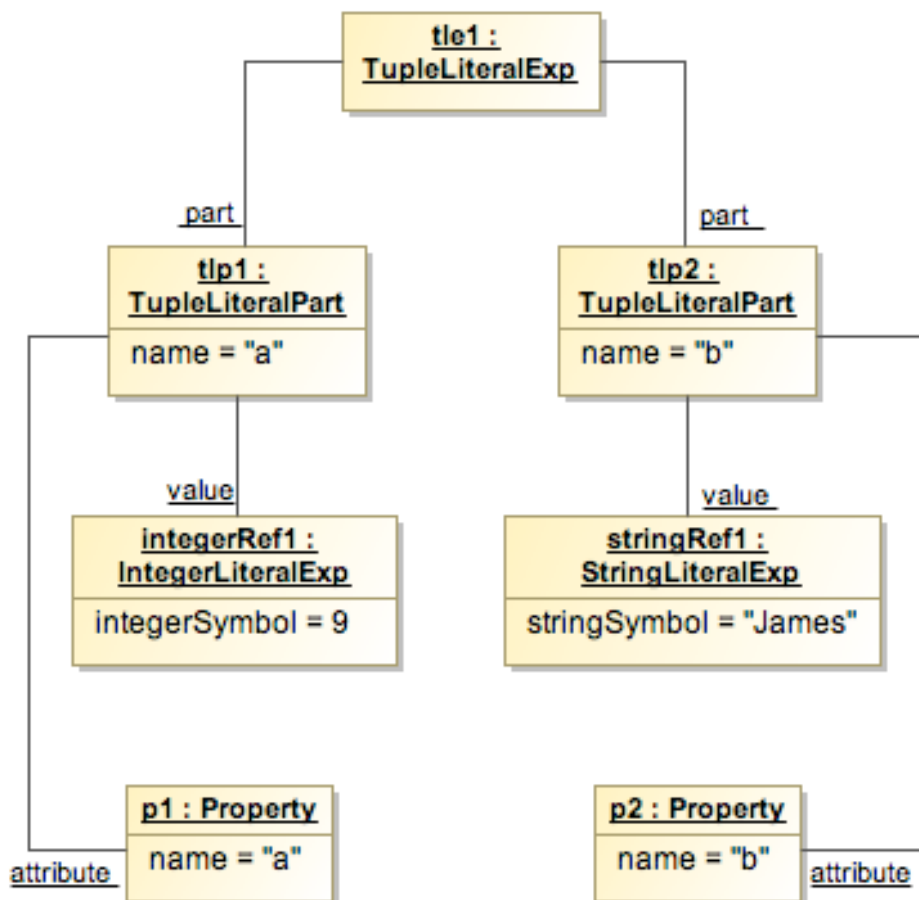 tle1 :
TupleLiteralExp
part
part
tlp1 :
TupleLiteralPart
name = "a"
tlp2 :
TupleLiteralPart
name = "b"
value
value
integerRef1 :
IntegerLiteralExp
integerSymbol = 9
stringRef1 :
StringLiteralExp
stringSymbol = "James"
p1 : Property
name = "a"
p2 : Property
name = "b"
attribute
attribute